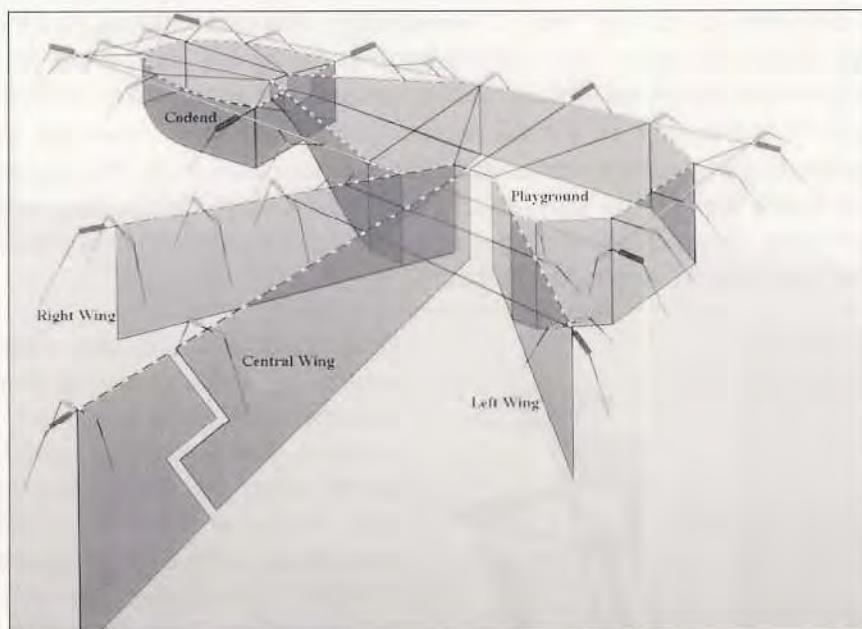 Codend
Playground
Right Wing
Central Wing
Left Wing